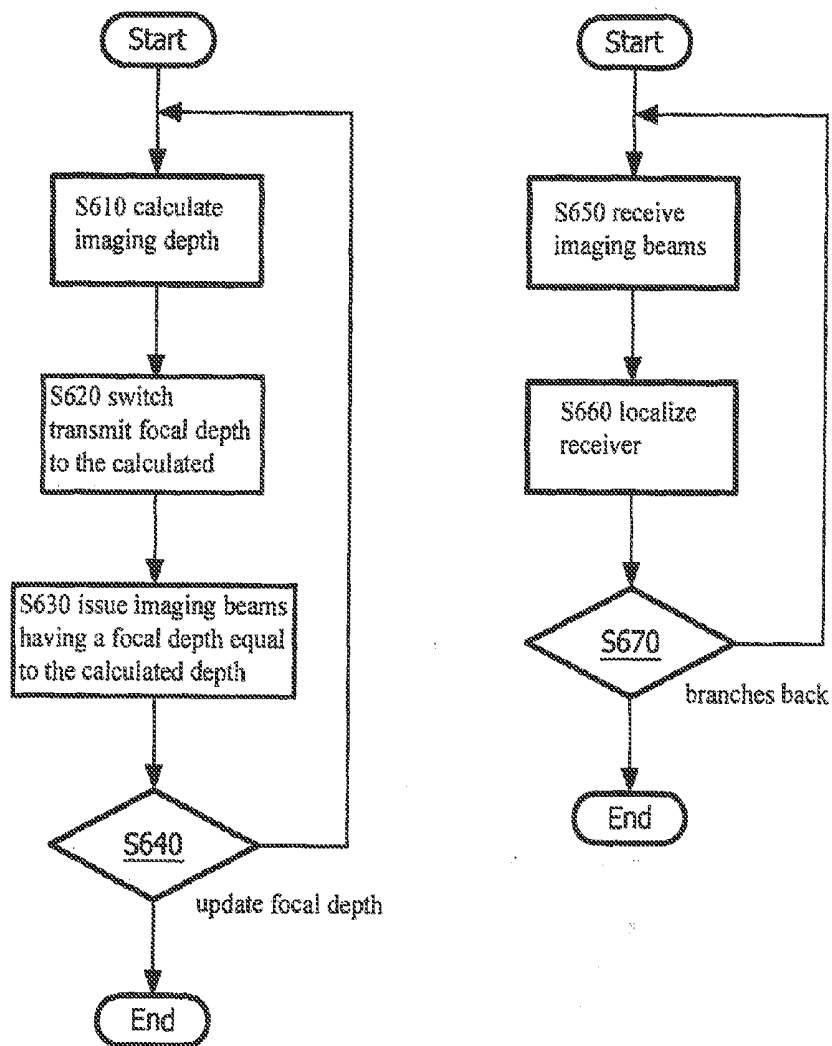 Start
S610 calculate
imaging depth
S620 switch
transmit focal depth
to the calculated
S630 issue imaging beams
having a focal depth equal
to the calculated depth
S640
update focal depth
End
Start
S650 receive
imaging beams
S660 localize
receiver
S670
branches back
End